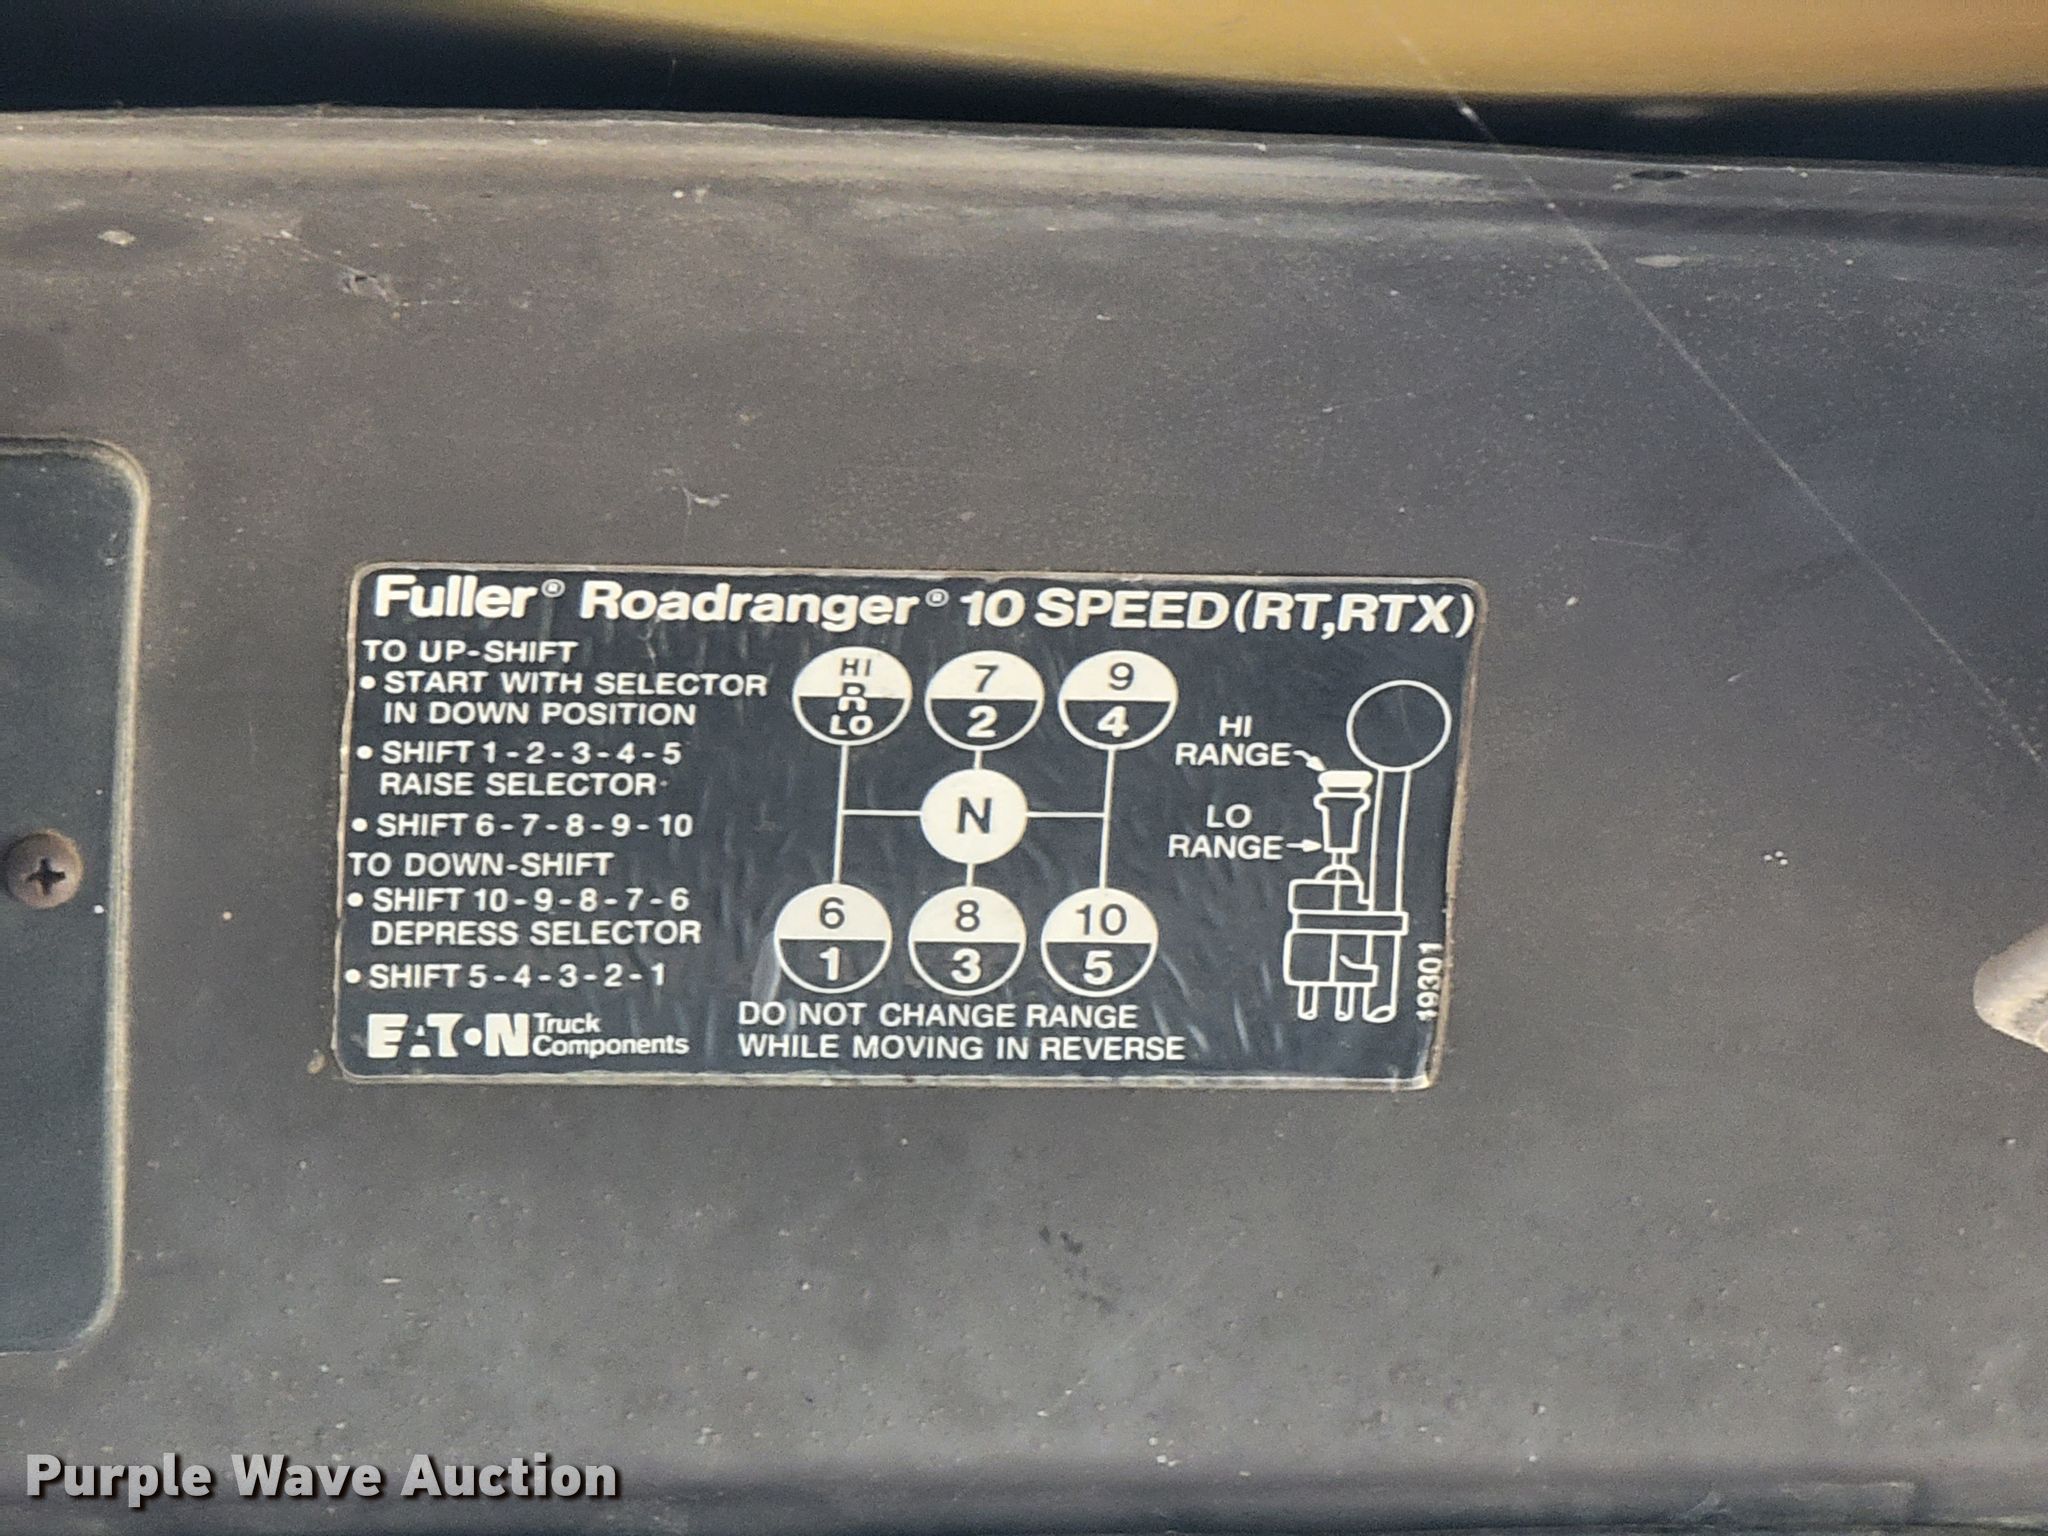 Fuller® Roadranger® 10 SPEED (RT,RTX)
TO UP-SHIFT
• START WITH SELECTOR
IN DOWN POSITION
• SHIFT 1 - 2 - 3 - 4 - 5
RAISE SELECTOR
• SHIFT 6 - 7 - 8 - 9 - 10
TO DOWN-SHIFT
• SHIFT 10 - 9 - 8 - 7 - 6
DEPRESS SELECTOR
• SHIFT 5 - 4 - 3 - 2 - 1
EATON Truck
Components
HI
R
LO
7
2
9
4
N
6
1
8
3
10
5
DO NOT CHANGE RANGE
WHILE MOVING IN REVERSE
HI
RANGE
LO
RANGE
19301
Purple Wave Auction